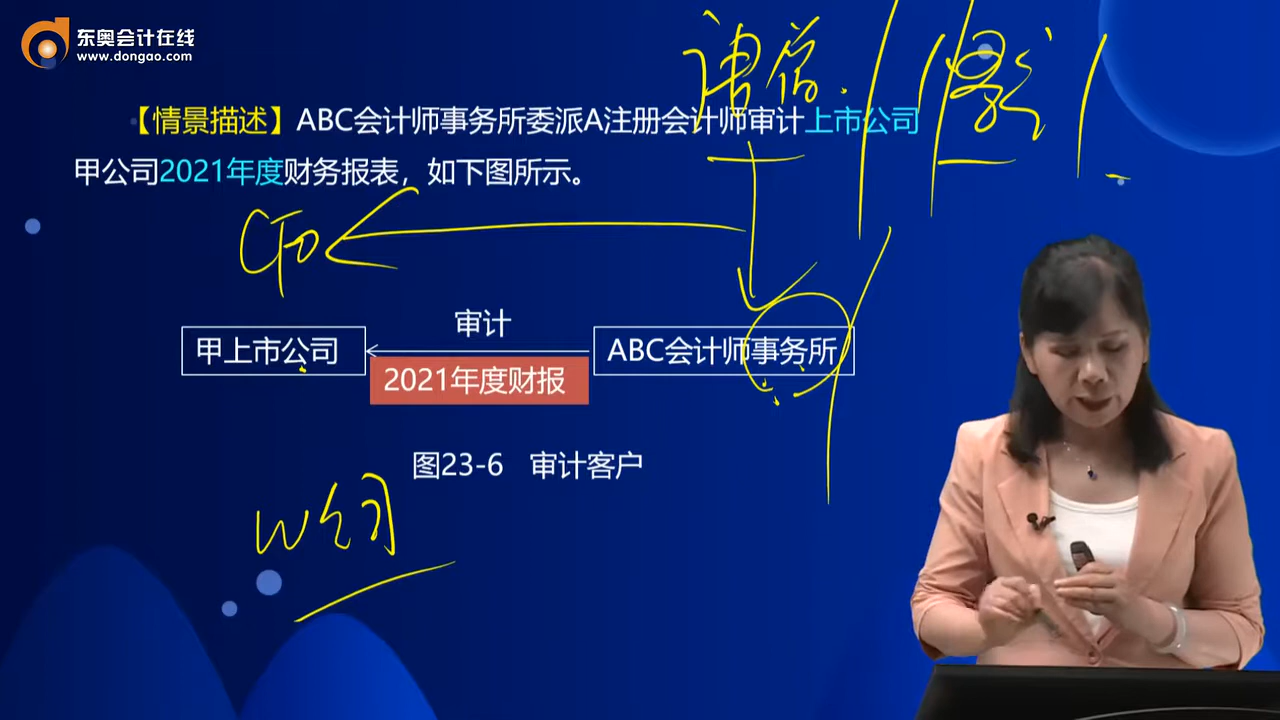 东奥会计在线
www.dongao.com
【情景描述】ABC会计师事务所委派A注册会计师审计上市公司
甲公司2021年度财务报表，如下图所示。
CFO
审计
甲上市公司
ABC会计师事务所
2021年度财报
图23-6 审计客户
W公司